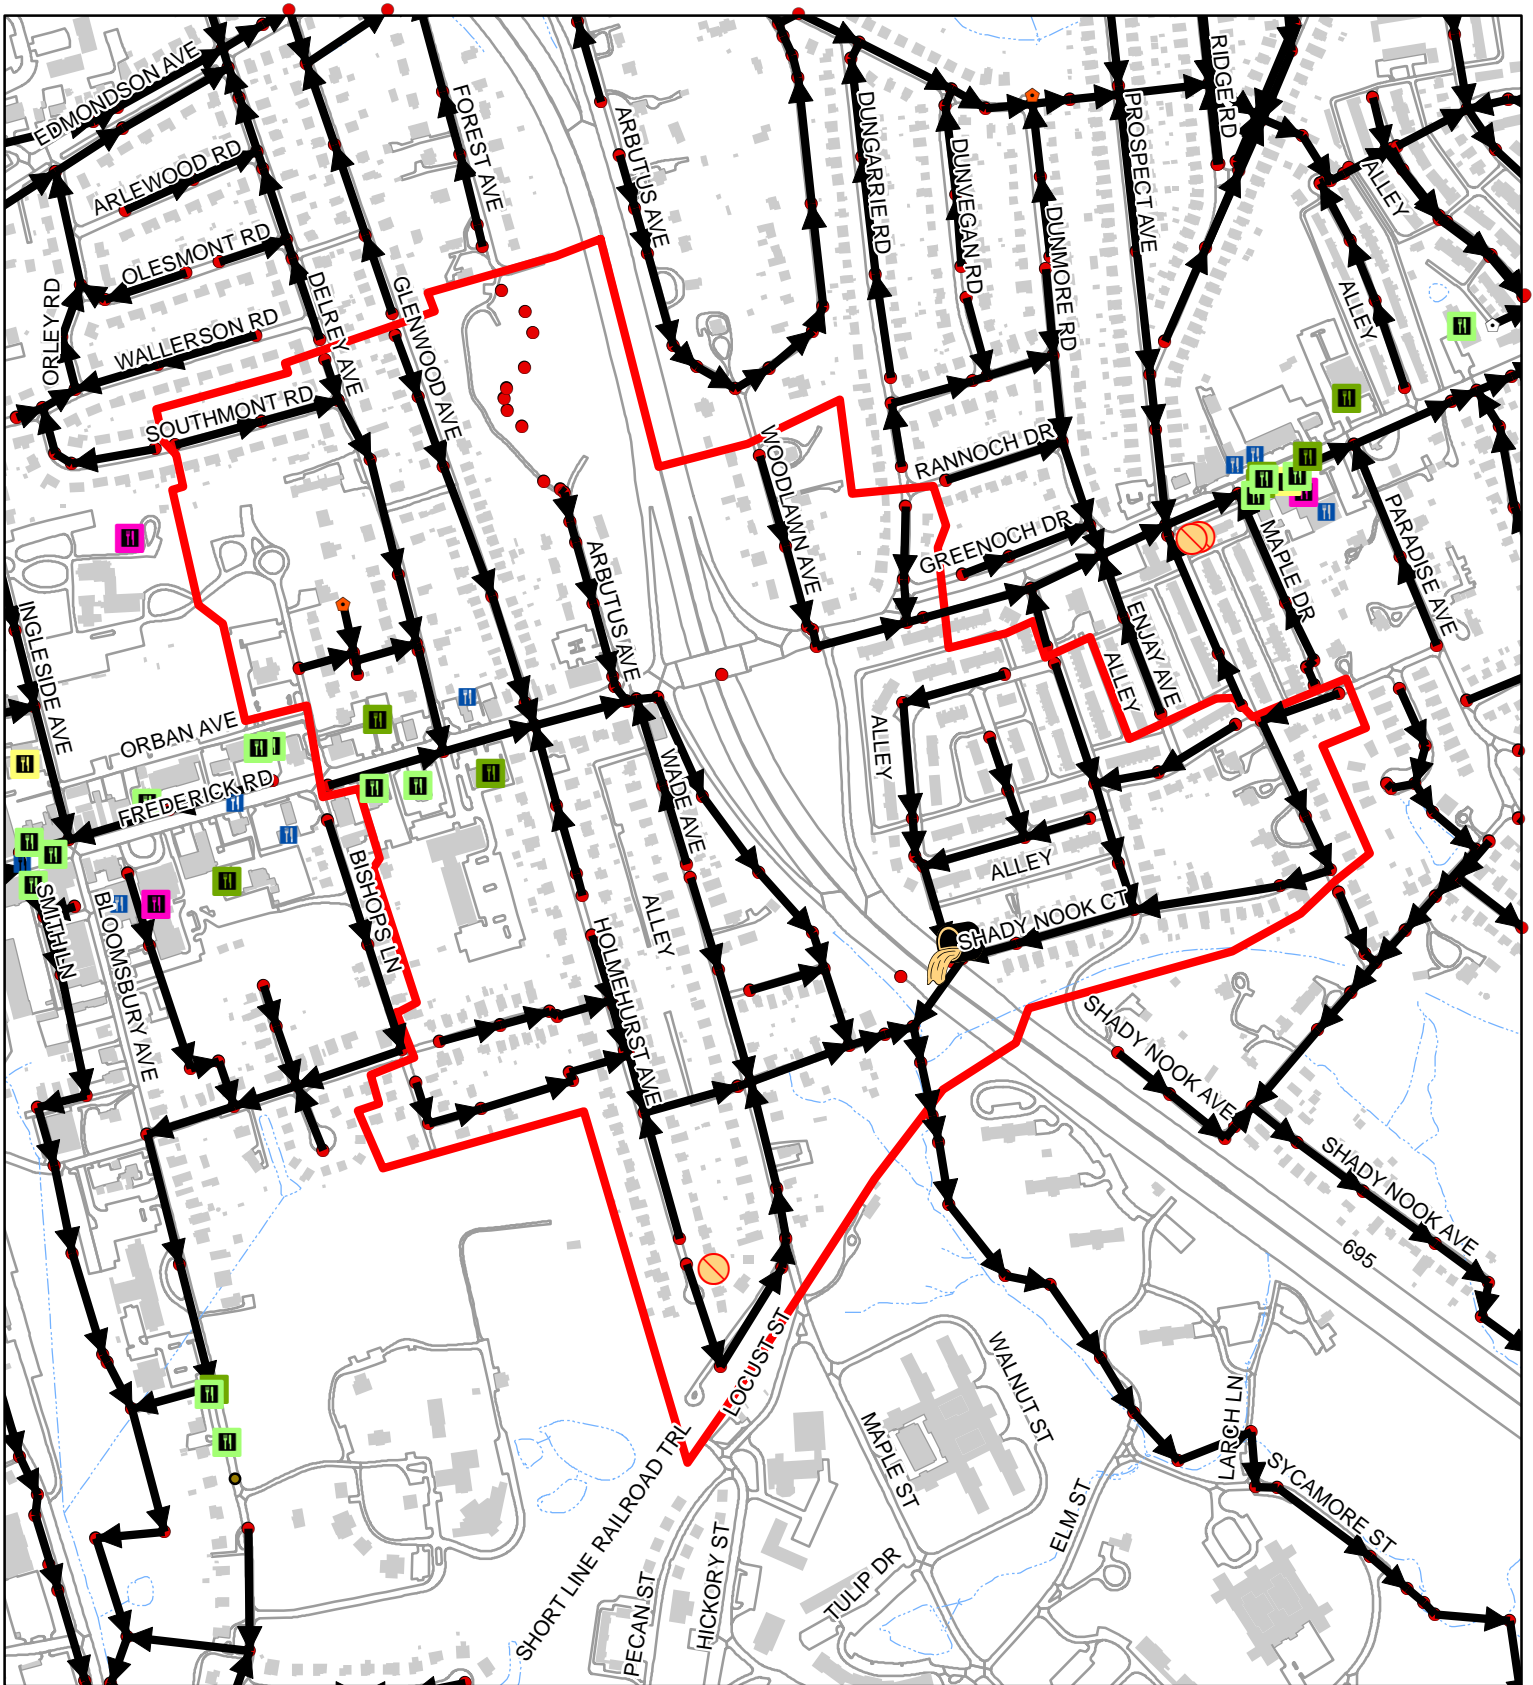 EDMONDSON AVE
FOREST AVE
RIDGE RD
ARBUTUS AVE
DUNGARRIE RD
PROSPECT AVE
ARLEWOOD RD
DUNVEGAN RD
ALLEY
OLESMONT RD
DUNMORE RD
ORLEY RD
DELREY AVE
GLENWOOD AVE
ALLEY
WALLERSON RD
SOUTHMONT RD
RANNOCH DR
WOODLAWN AVE
PARADISE AVE
GREENOCH DR
MAPLE DR
ARBUTUS AVE
INGLESIDE AVE
ENJAY AVE
ALLEY
ORBAN AVE
ALLEY
FREDERICK RD
WADE AVE
BISHOPS LN
ALLEY
SMITH LN
BLOOMSBURY AVE
ALLEY
HOLMEHURST AVE
SHADY NOOK CT
SHADY NOOK AVE
SHADY NOOK AVE
695
LOCUST ST
WALNUT ST
MAPLE ST
LARCH LN
SHORT LINE RAILROAD TRL
SYCAMORE ST
ELM ST
HICKORY ST
TULIP DR
PECAN ST